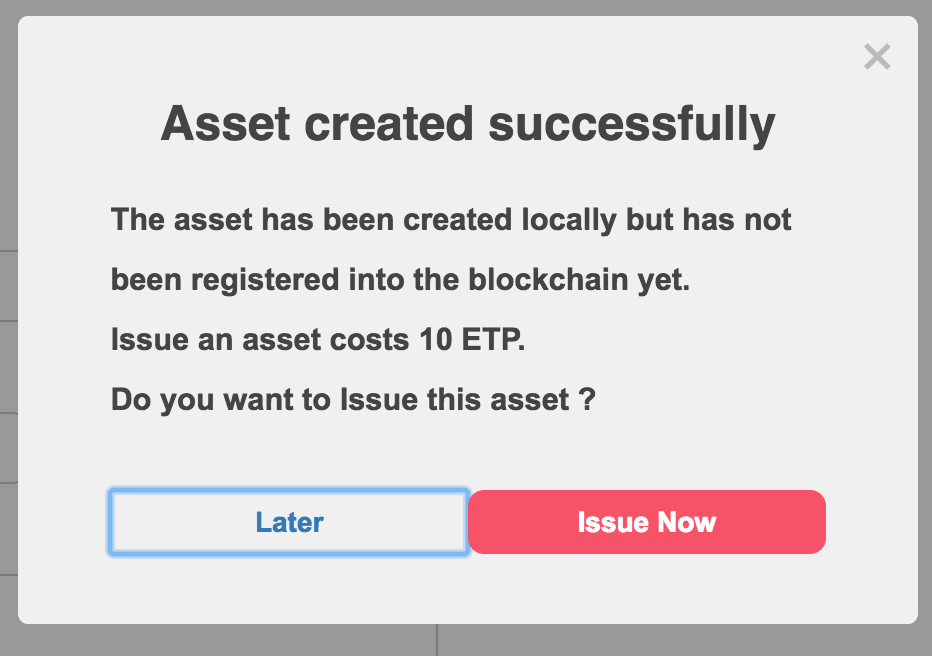 Asset created successfully
The asset has been created locally but has not
been registered into the blockchain yet.
Issue an asset costs 10 ETP.
Do you want to Issue this asset ?
Later
Issue Now